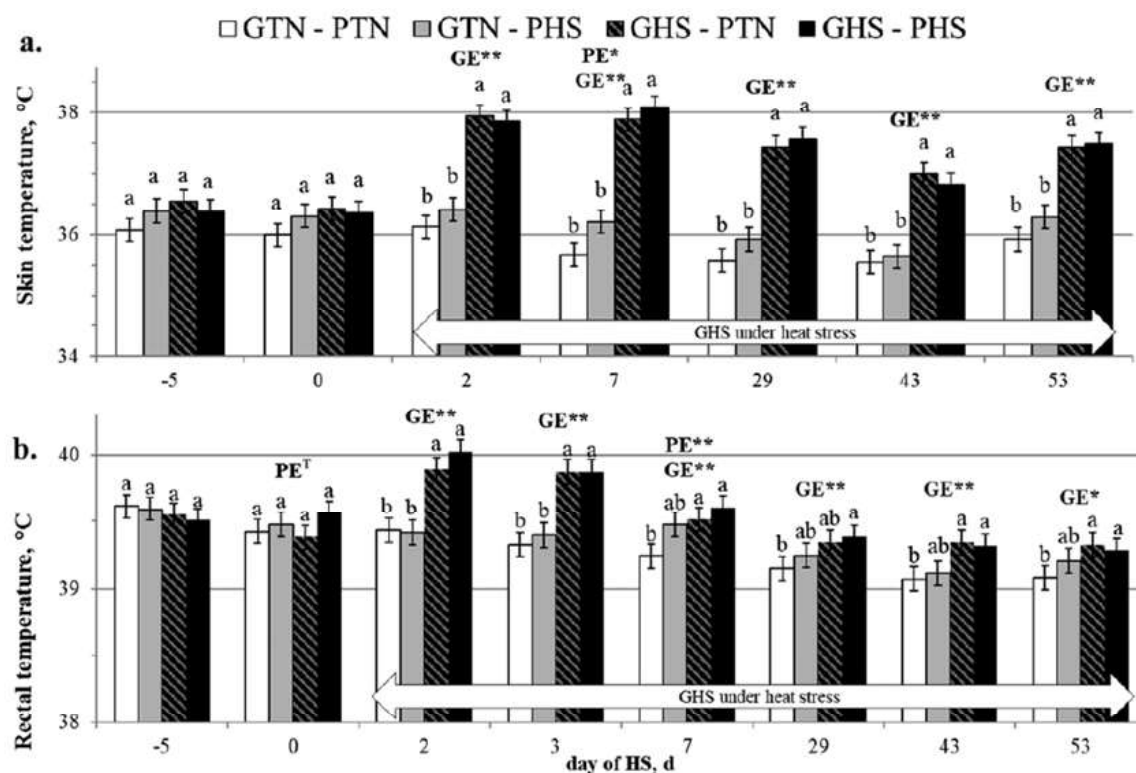 GTN - PTN GTN - PHS GHS - PTN GHS - PHS
a.
Skin temperature, °C
38
36
34
GE** PE* GE** GE** GE** GE**
a a a a
a a a a
b b a a
b b a a
b b a a
b b a a
b b a a
GHS under heat stress
-5 0 2 7 29 43 53
b.
Rectal temperature, °C
40
39
38
PE^T GE** GE** PE** GE** GE** GE** GE*
a a a a
a a a a
b b a a
b b a a
b ab a a
b ab ab a
b ab a a
b ab a a
GHS under heat stress
-5 0 2 3 7 29 43 53
day of HS, d